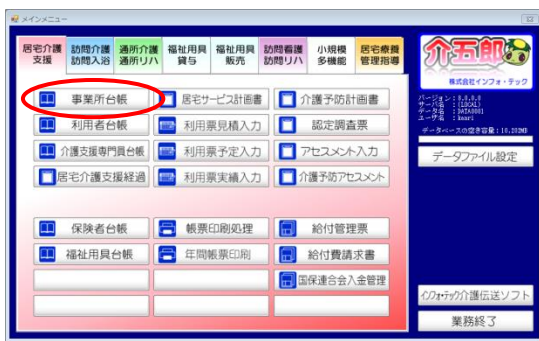 メインメニュー
居宅介護
支援
訪問介護
訪問入浴
通所介護
通所リハ
福祉用具
貸与
福祉用具
販売
訪問看護
訪問リハ
小規模
多機能
居宅療養
管理指導
事業所台帳
居宅サービス計画書
介護予防計画書
利用者台帳
利用票見積入力
認定調査票
介護支援専門員台帳
利用票予定入力
アセスメント入力
居宅介護支援経過
利用票実績入力
介護予防アセスメント
保険者台帳
帳票印刷処理
給付管理票
福祉用具台帳
年間帳票印刷
給付費請求書
国保連合会入金管理
介五郎
株式会社インフォ・テック
バージョン:8.0.0.0
サーバ名 :(LOCAL)
データ名 :DATA0001
ユーザ名 :kaori
データベースの空き容量:10,202MB
データファイル設定
インフォ・テック介護伝送ソフト
業務終了